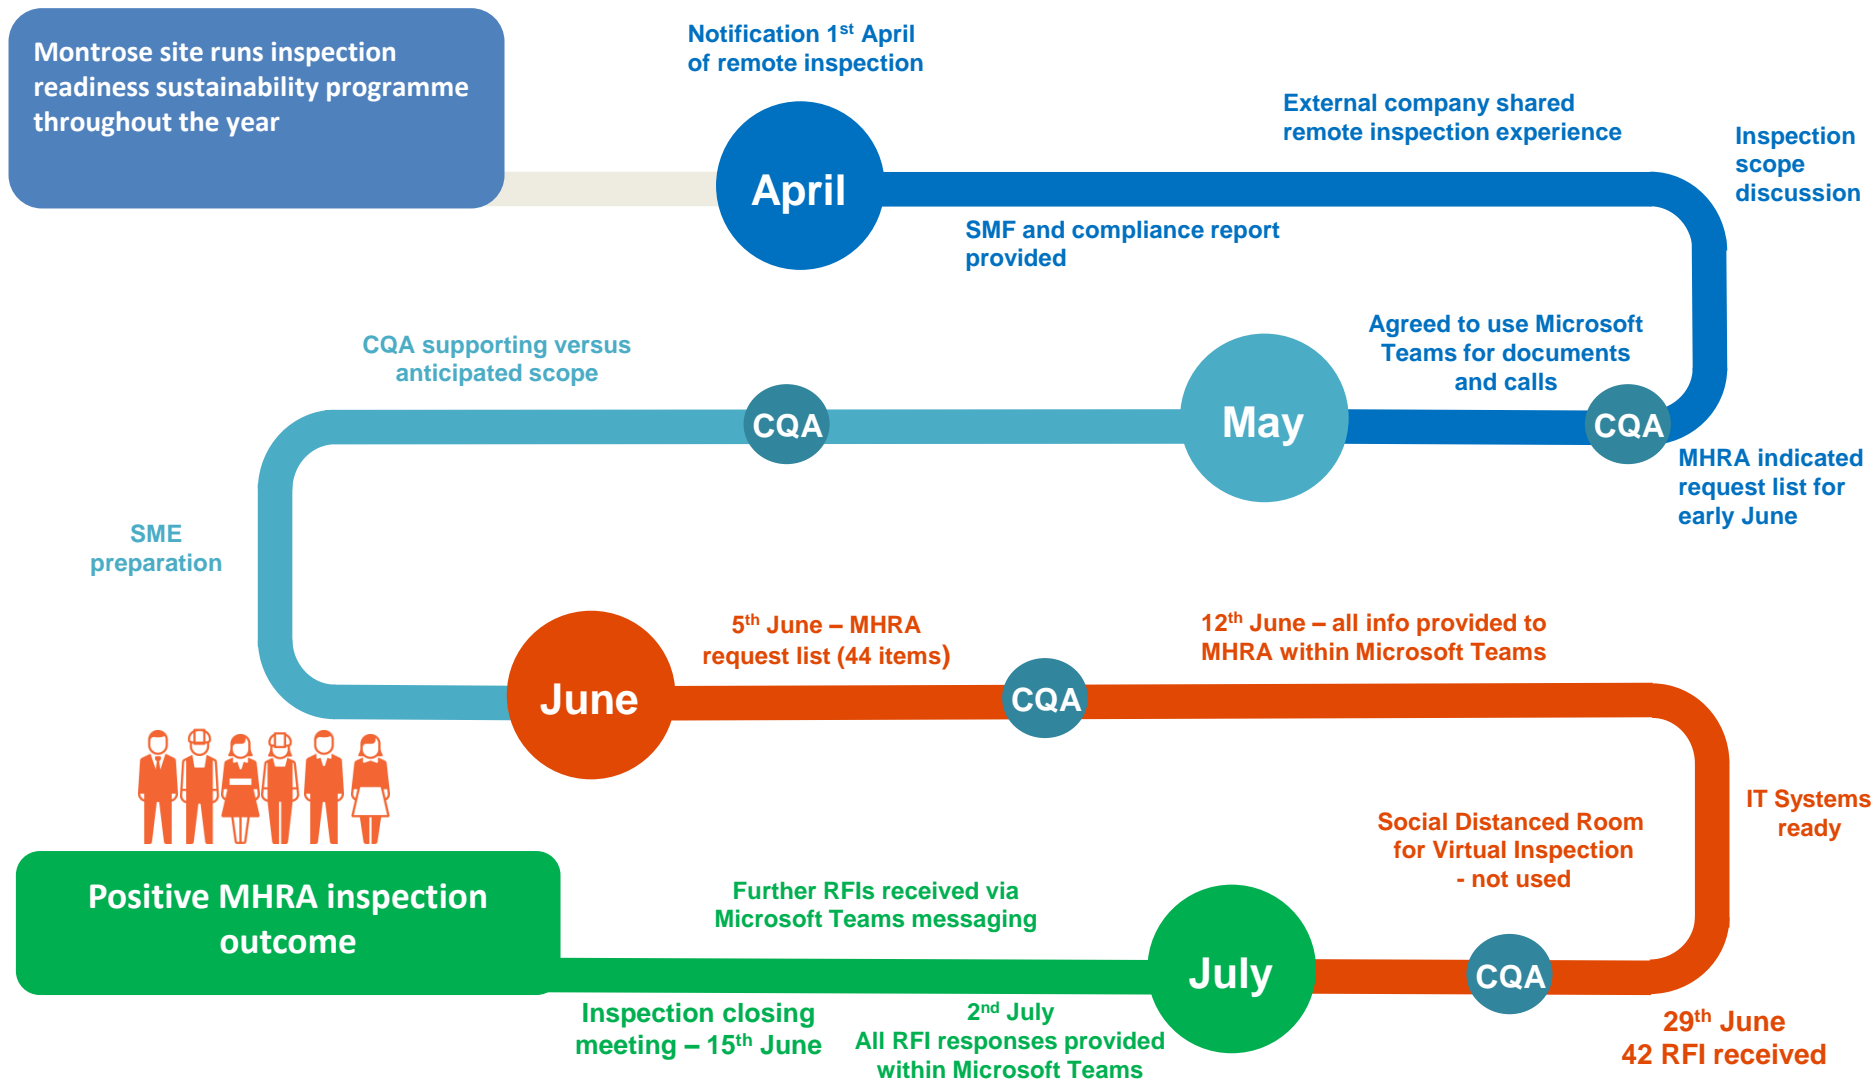 Montrose site runs inspection
readiness sustainability programme
throughout the year
Notification 1st April
of remote inspection
April
External company shared
remote inspection experience
SMF and compliance report
provided
Inspection
scope
discussion
Agreed to use Microsoft
Teams for documents
and calls
CQA
MHRA indicated
request list for
early June
May
CQA supporting versus
anticipated scope
CQA
SME
preparation
June
5th June – MHRA
request list (44 items)
CQA
12th June – all info provided to
MHRA within Microsoft Teams
IT Systems
ready
Social Distanced Room
for Virtual Inspection
- not used
CQA
29th June
42 RFI received
July
Further RFIs received via
Microsoft Teams messaging
2nd July
All RFI responses provided
within Microsoft Teams
Inspection closing
meeting – 15th June
Positive MHRA inspection
outcome